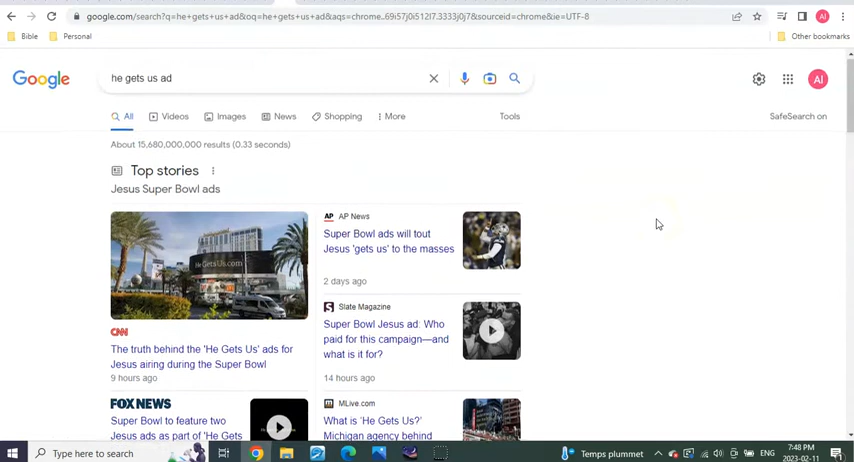 google.com/search?q=he+gets+us+ad&oq=he+gets+us+ad&aqs=chrome..69i57j0i512l7.3333j0j7&sourceid=chrome&ie=UTF-8
Bible
Personal
Other bookmarks
Google
he gets us ad
AI
AI
All
Videos
Images
News
Shopping
More
Tools
SafeSearch on
About 15,680,000,000 results (0.33 seconds)
Top stories
Jesus Super Bowl ads
HeGetsUs.com
CNN
The truth behind the 'He Gets Us' ads for
Jesus airing during the Super Bowl
9 hours ago
AP AP News
Super Bowl ads will tout
Jesus 'gets us' to the masses
2 days ago
S Slate Magazine
Super Bowl Jesus ad: Who
paid for this campaign—and
what is it for?
14 hours ago
FOX NEWS
Super Bowl to feature two
Jesus ads as part of 'He Gets
M MLive.com
What is 'He Gets Us?'
Michigan agency behind
Type here to search
Temps plummet
ENG
7:48 PM
2023-02-11
1